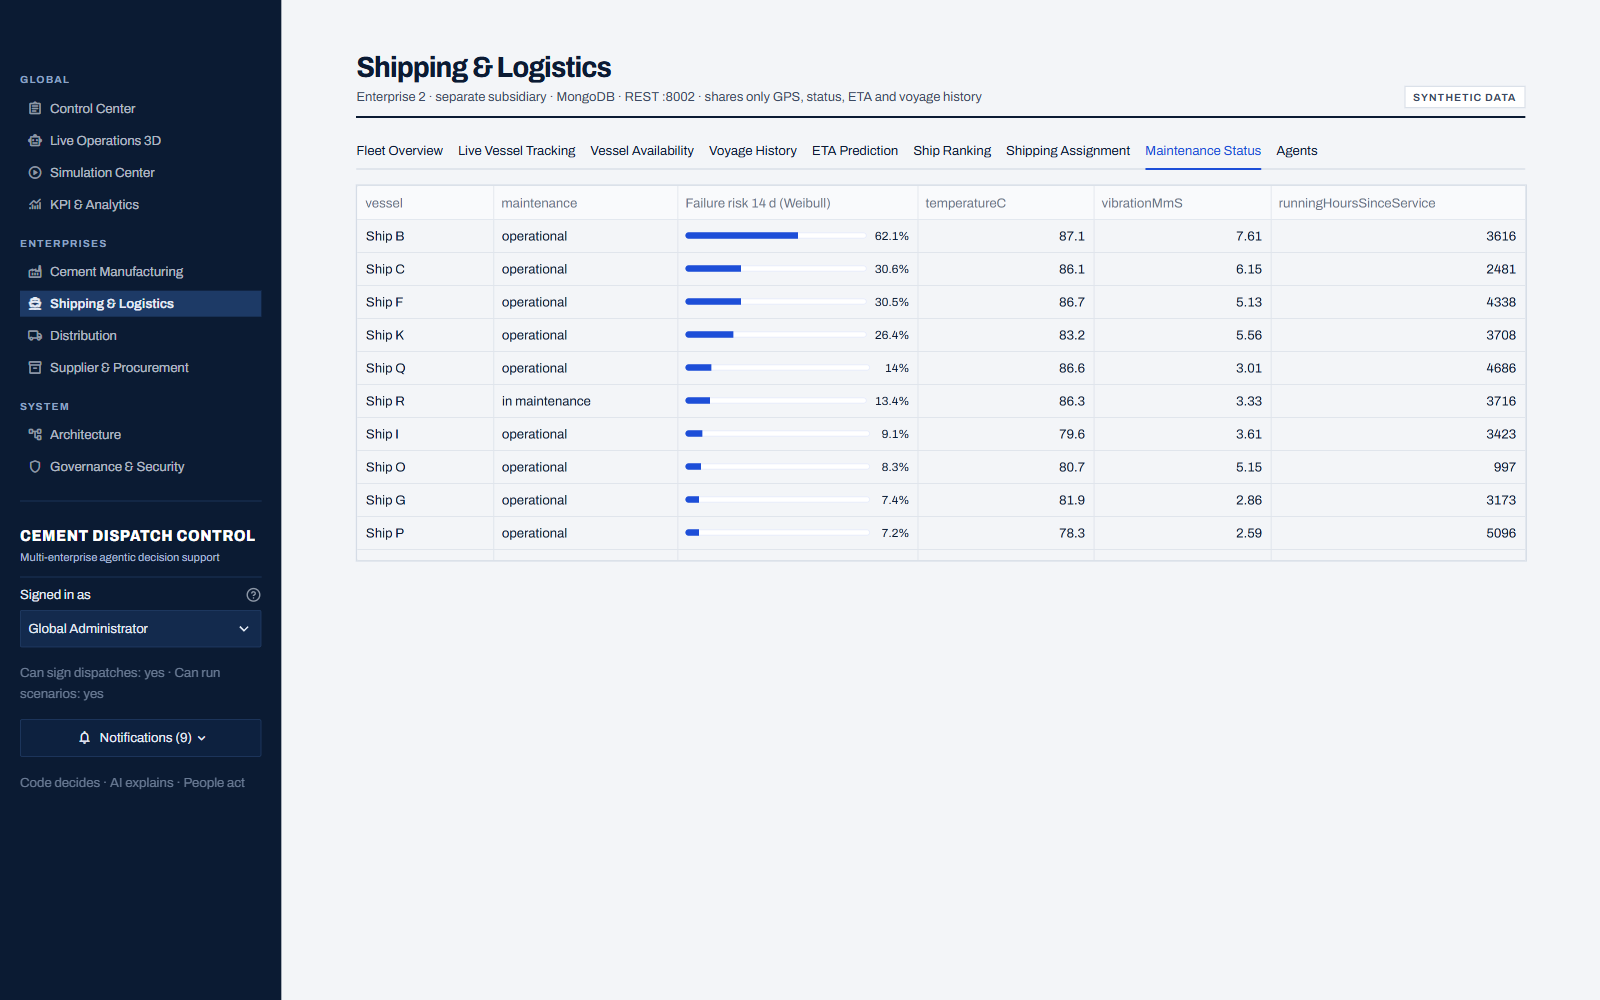 GLOBAL
Control Center
Live Operations 3D
Simulation Center
KPI & Analytics
ENTERPRISES
Cement Manufacturing
Shipping & Logistics
Distribution
Supplier & Procurement
SYSTEM
Architecture
Governance & Security
CEMENT DISPATCH CONTROL
Multi-enterprise agentic decision support
Signed in as
Global Administrator
Can sign dispatches: yes · Can run
scenarios: yes
Notifications (9)
Code decides · AI explains · People act
Shipping & Logistics
Enterprise 2 · separate subsidiary · MongoDB · REST :8002 · shares only GPS, status, ETA and voyage history
SYNTHETIC DATA
Fleet Overview Live Vessel Tracking Vessel Availability Voyage History ETA Prediction Ship Ranking Shipping Assignment Maintenance Status Agents
vessel maintenance Failure risk 14 d (Weibull) temperatureC vibrationMmS runningHoursSinceService
Ship B operational 62.1% 87.1 7.61 3616
Ship C operational 30.6% 86.1 6.15 2481
Ship F operational 30.5% 86.7 5.13 4338
Ship K operational 26.4% 83.2 5.56 3708
Ship Q operational 14% 86.6 3.01 4686
Ship R in maintenance 13.4% 86.3 3.33 3716
Ship I operational 9.1% 79.6 3.61 3423
Ship O operational 8.3% 80.7 5.15 997
Ship G operational 7.4% 81.9 2.86 3173
Ship P operational 7.2% 78.3 2.59 5096